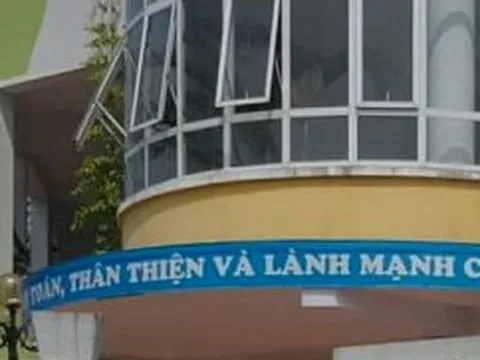 TOÀN, THÂN THIỆN VÀ LÀNH MẠNH